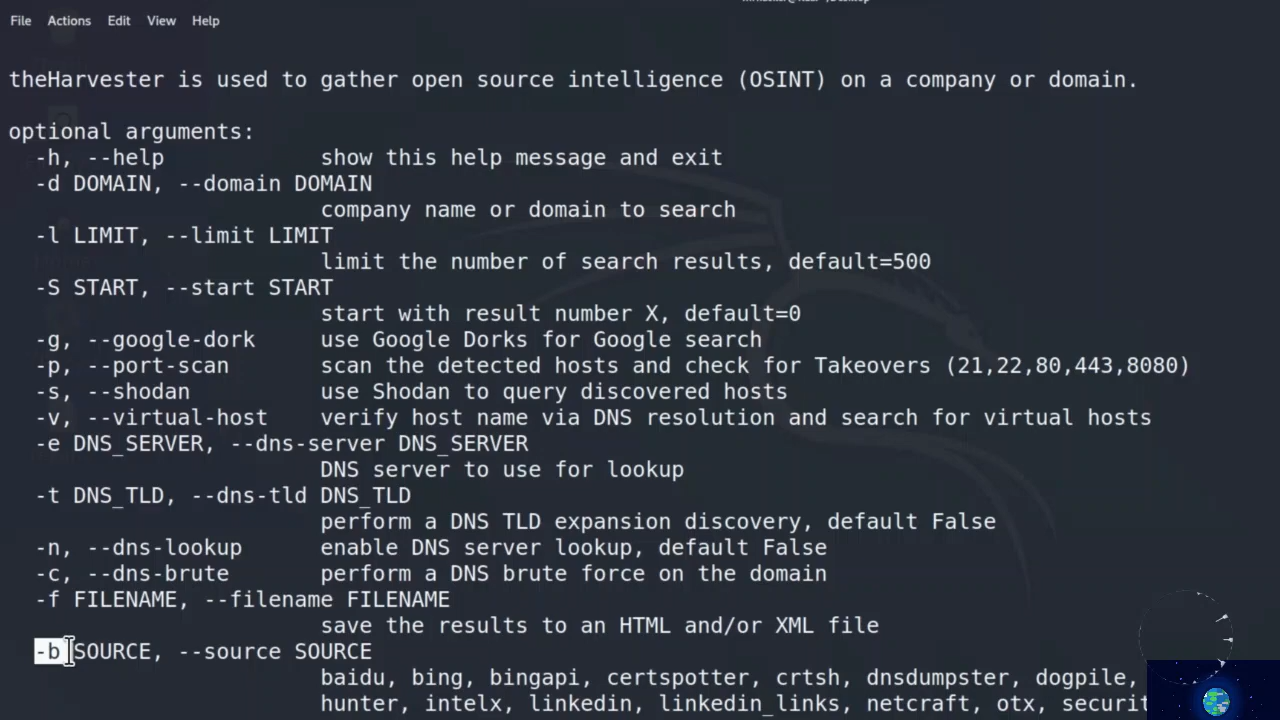 File Actions Edit View Help
theHarvester is used to gather open source intelligence (OSINT) on a company or domain.
optional arguments:
-h, --help show this help message and exit
-d DOMAIN, --domain DOMAIN
company name or domain to search
-l LIMIT, --limit LIMIT
limit the number of search results, default=500
-S START, --start START
start with result number X, default=0
-g, --google-dork use Google Dorks for Google search
-p, --port-scan scan the detected hosts and check for Takeovers (21,22,80,443,8080)
-s, --shodan use Shodan to query discovered hosts
-v, --virtual-host verify host name via DNS resolution and search for virtual hosts
-e DNS_SERVER, --dns-server DNS_SERVER
DNS server to use for lookup
-t DNS_TLD, --dns-tld DNS_TLD
perform a DNS TLD expansion discovery, default False
-n, --dns-lookup enable DNS server lookup, default False
-c, --dns-brute perform a DNS brute force on the domain
-f FILENAME, --filename FILENAME
save the results to an HTML and/or XML file
-b SOURCE, --source SOURCE
baidu, bing, bingapi, certspotter, crtsh, dnsdumpster, dogpile,
hunter, intelx, linkedin, linkedin_links, netcraft, otx, securit